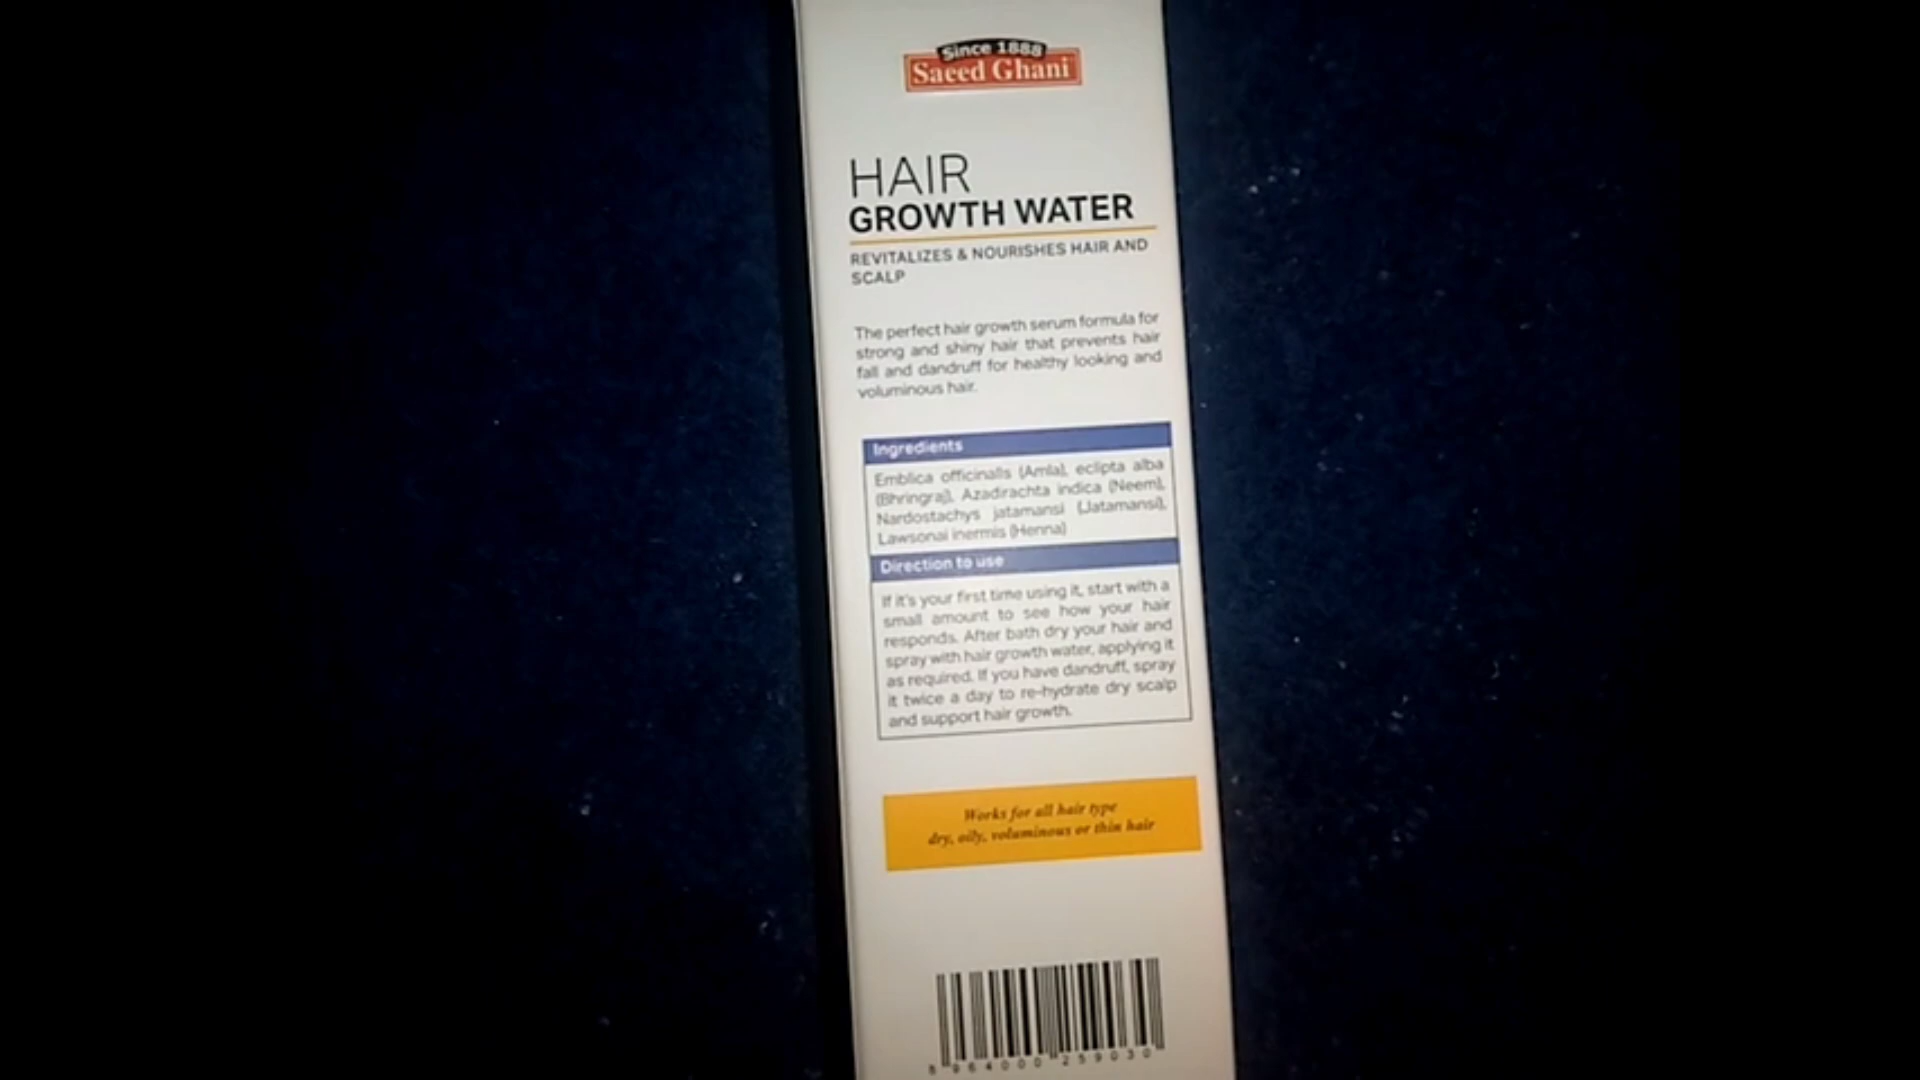 Since 1888
Saeed Ghani
HAIR
GROWTH WATER
REVITALIZES & NOURISHES HAIR AND
SCALP
The perfect hair growth serum formula for
strong and shiny hair that prevents hair
fall and dandruff for healthy looking and
voluminous hair.
Ingredients
Emblica officinalis (Amla), eclipta alba
(Bhringraj), Azadirachta indica (Neem),
Nardostachys jatamansi (Jatamansi),
Lawsonai inermis (Henna)
Direction to use
If it's your first time using it, start with a
small amount to see how your hair
responds. After bath dry your hair and
spray with hair growth water, applying it
as required. If you have dandruff, spray
it twice a day to re-hydrate dry scalp
and support hair growth.
Works for all hair type
dry, oily, voluminous or thin hair
8 964000 259030